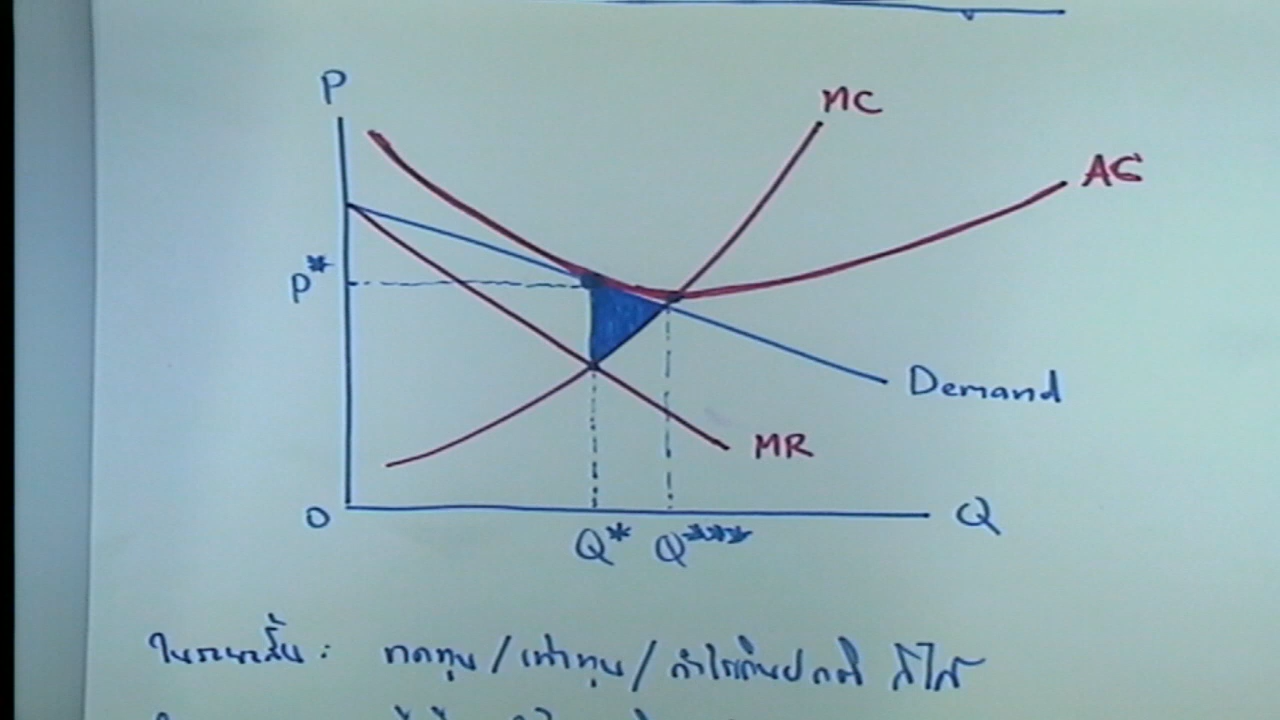 P
MC
AC
P*
Demand
MR
O
Q
Q* Q***
ในระยะสั้น : ขาดทุน / เท่าทุน / กำไรเกินปกติ ก็ได้